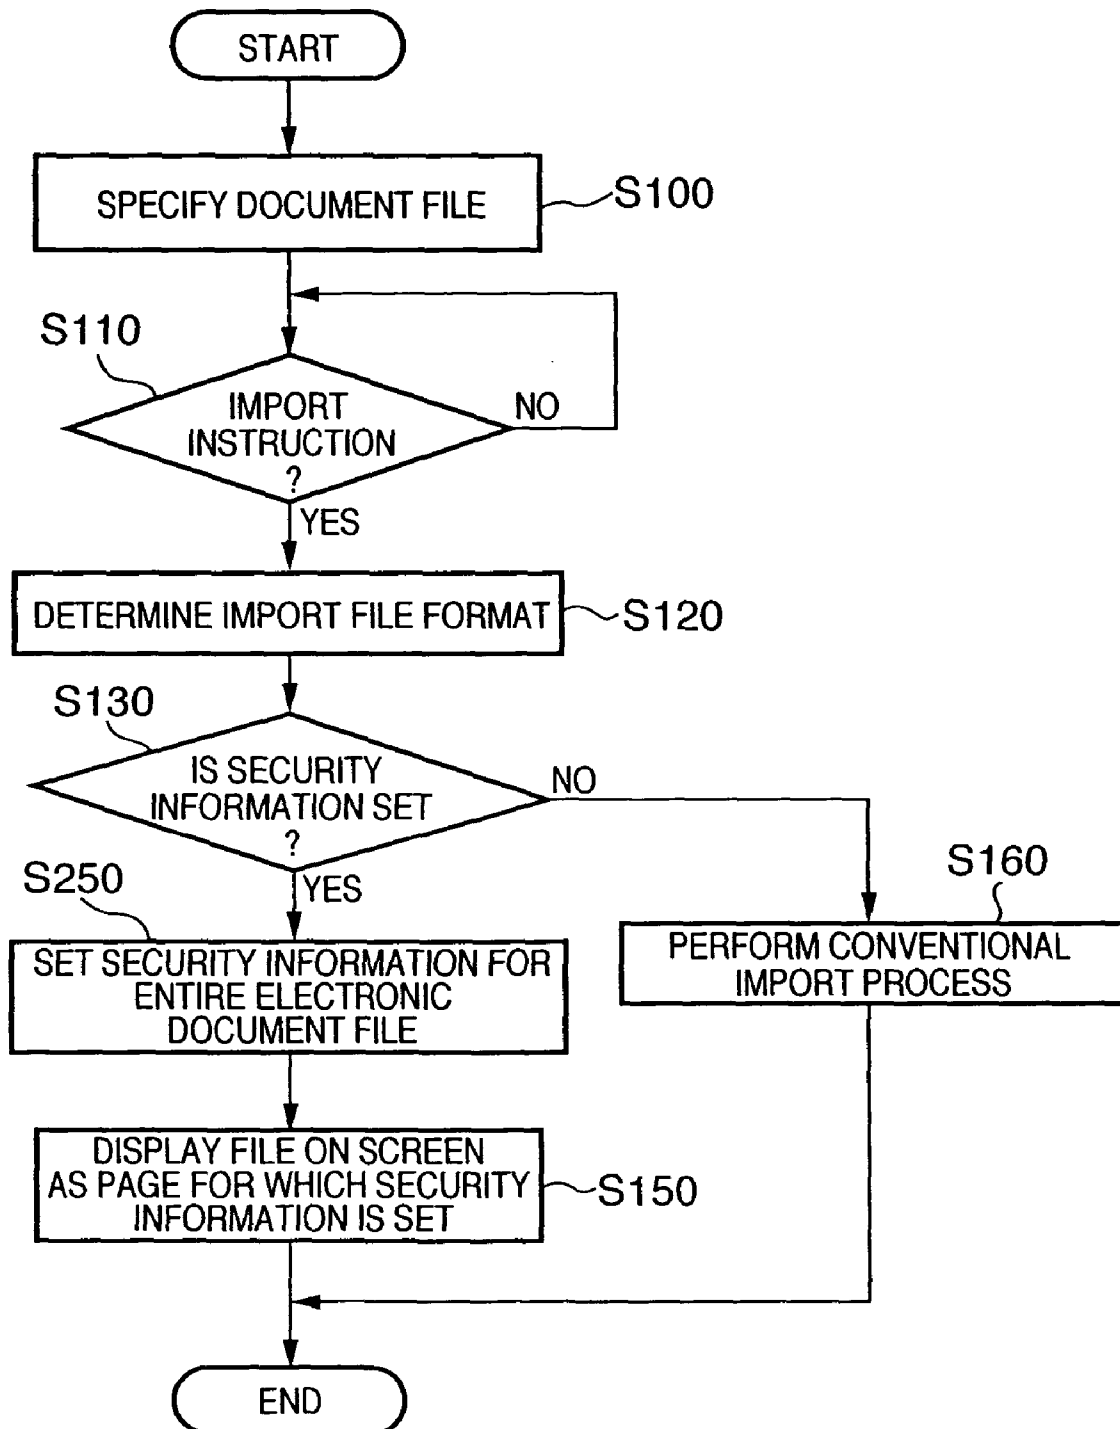 START
SPECIFY DOCUMENT FILE
S100
S110
IMPORT
INSTRUCTION
?
NO
YES
DETERMINE IMPORT FILE FORMAT
S120
S130
IS SECURITY
INFORMATION SET
?
NO
YES
S250
SET SECURITY INFORMATION FOR
ENTIRE ELECTRONIC
DOCUMENT FILE
S160
PERFORM CONVENTIONAL
IMPORT PROCESS
DISPLAY FILE ON SCREEN
AS PAGE FOR WHICH SECURITY
INFORMATION IS SET
S150
END